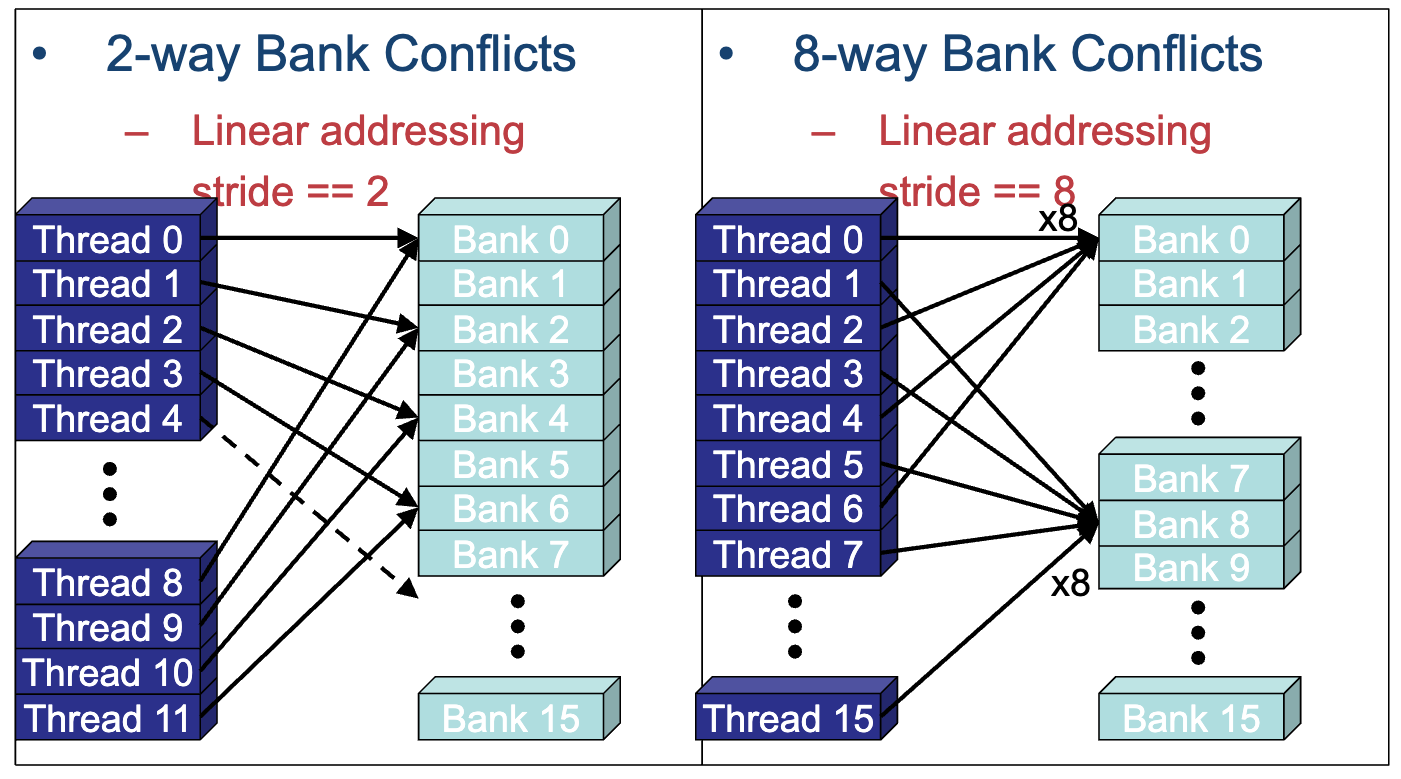 • 2-way Bank Conflicts
– Linear addressing
stride == 2
Thread 0
Thread 1
Thread 2
Thread 3
Thread 4
Thread 8
Thread 9
Thread 10
Thread 11
Bank 0
Bank 1
Bank 2
Bank 3
Bank 4
Bank 5
Bank 6
Bank 7
Bank 15
• 8-way Bank Conflicts
– Linear addressing
stride == 8
x8
Thread 0
Thread 1
Thread 2
Thread 3
Thread 4
Thread 5
Thread 6
Thread 7
Thread 15
Bank 0
Bank 1
Bank 2
Bank 7
Bank 8
Bank 9
x8
Bank 15